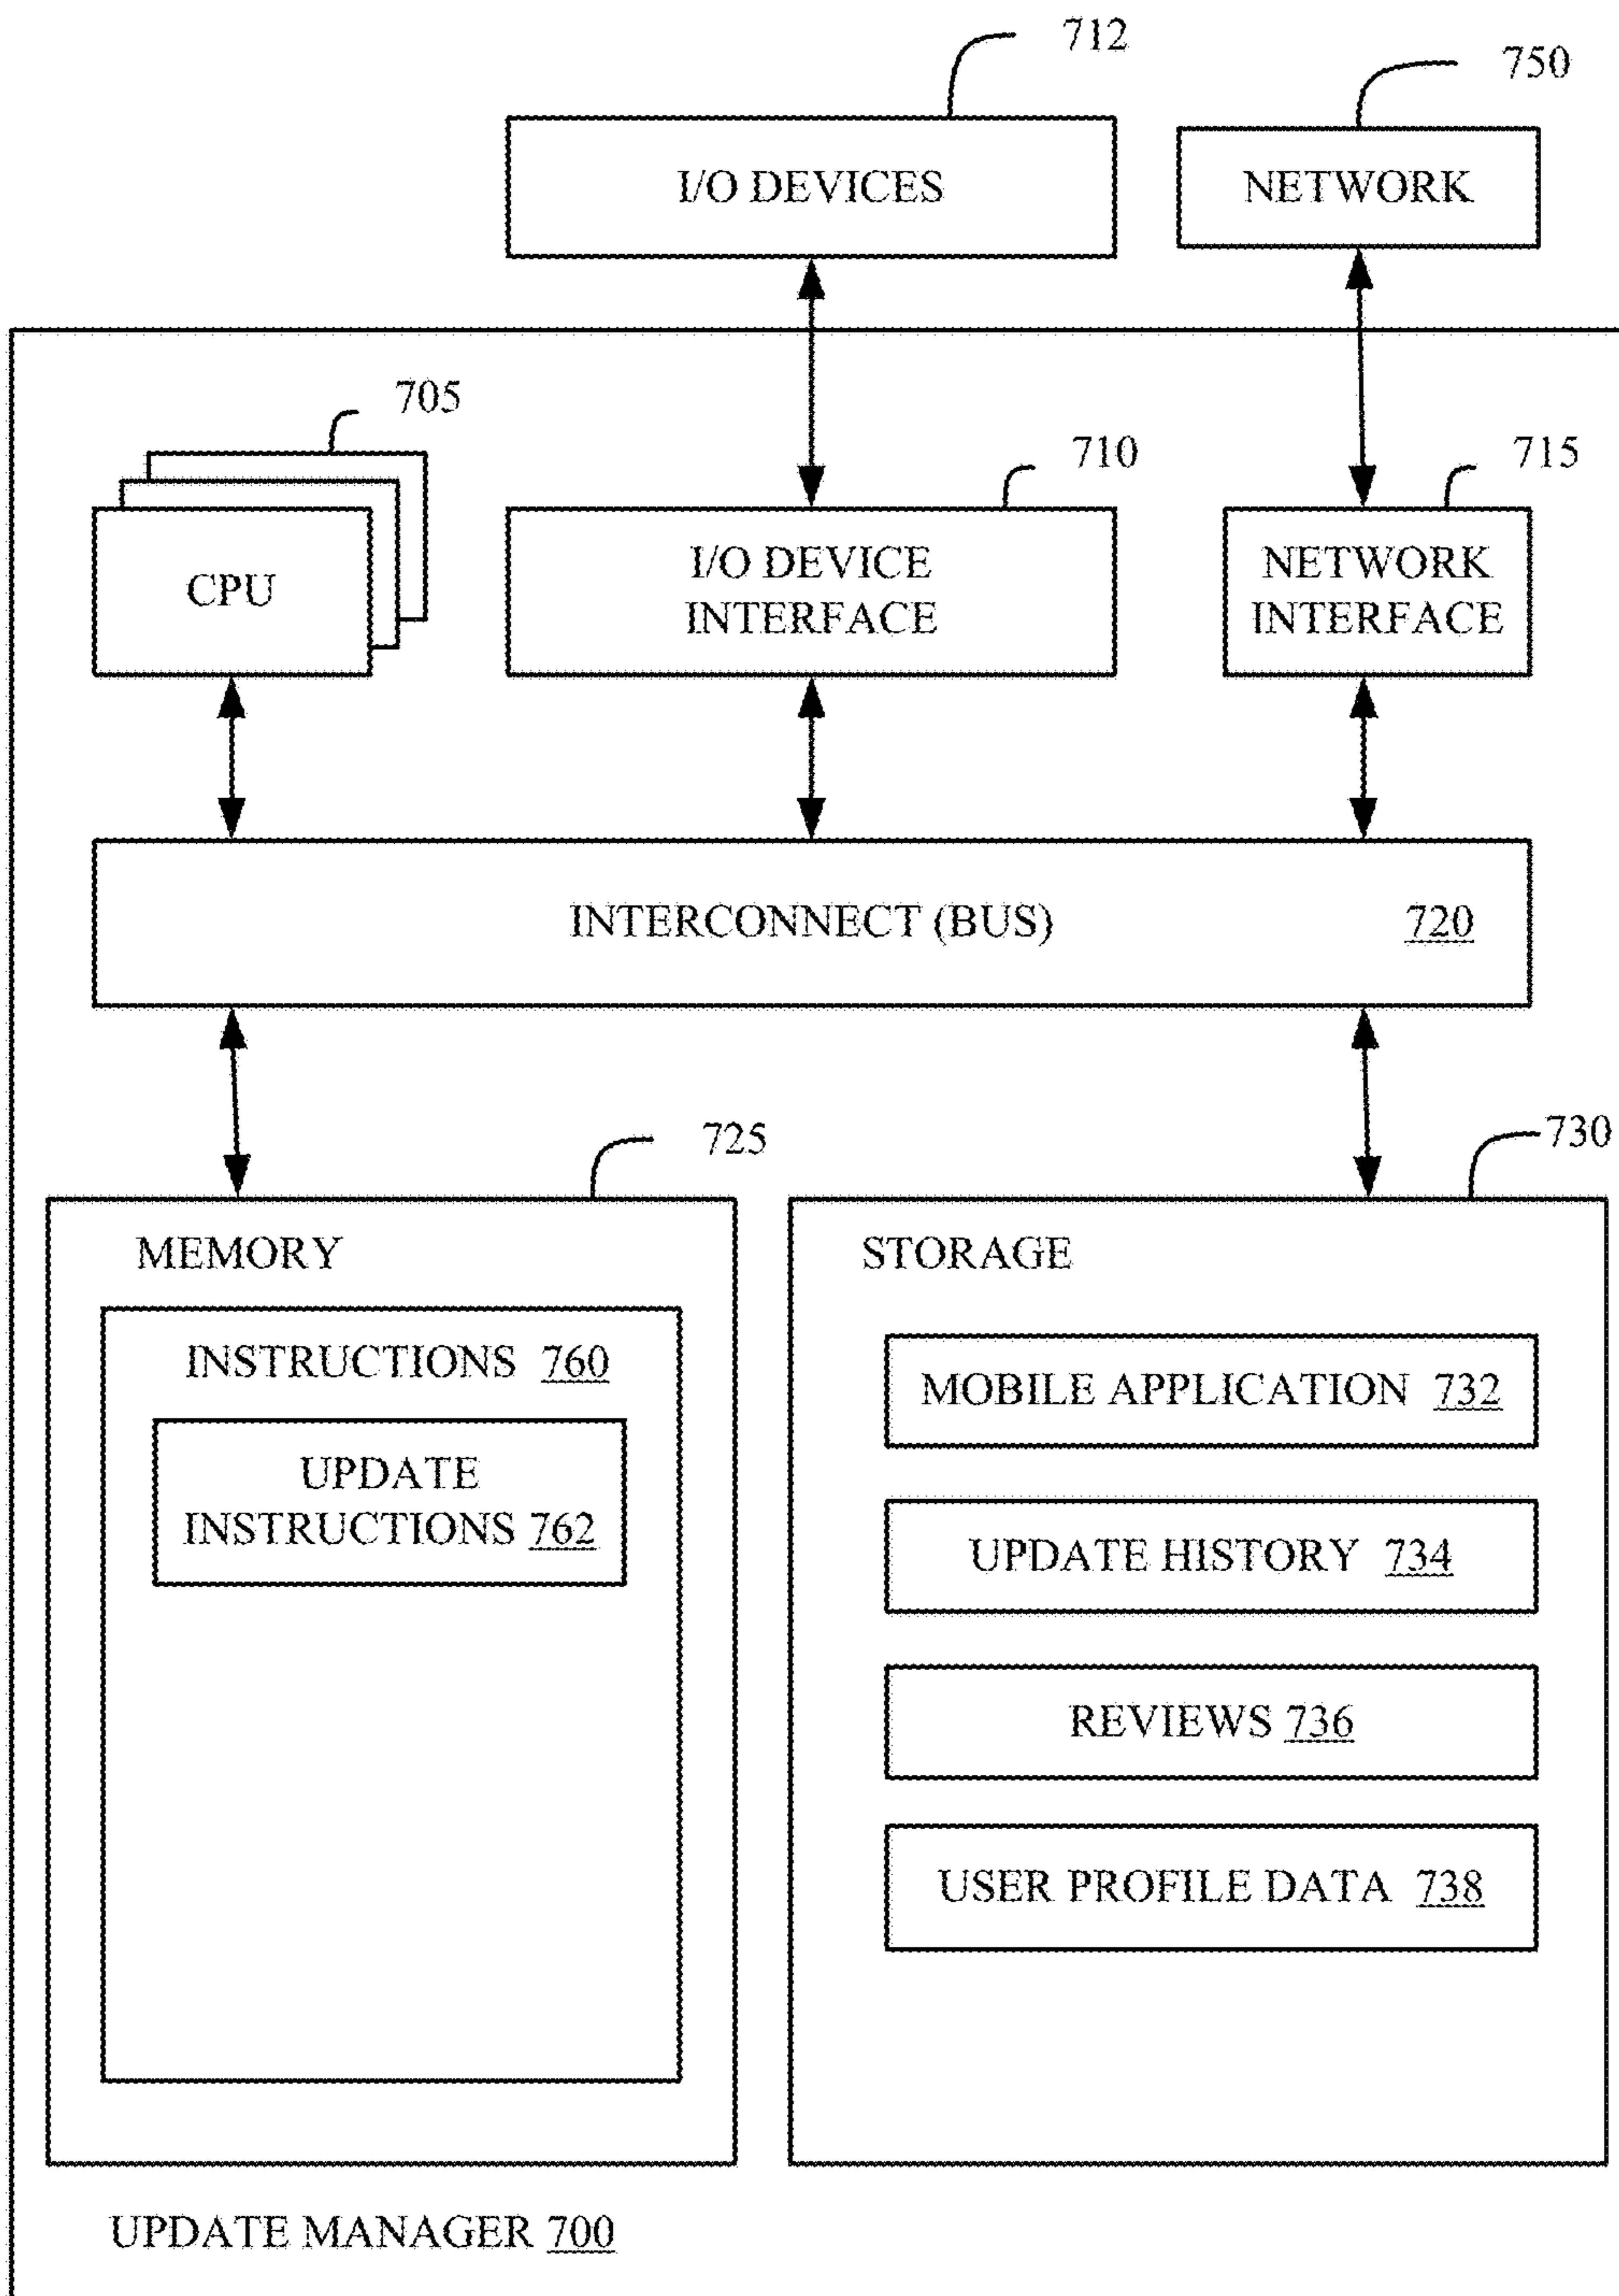 712
750
I/O DEVICES
NETWORK
705
710
715
CPU
I/O DEVICE
INTERFACE
NETWORK
INTERFACE
INTERCONNECT (BUS) 720
725
730
MEMORY
INSTRUCTIONS 760
UPDATE
INSTRUCTIONS 762
STORAGE
MOBILE APPLICATION 732
UPDATE HISTORY 734
REVIEWS 736
USER PROFILE DATA 738
UPDATE MANAGER 700